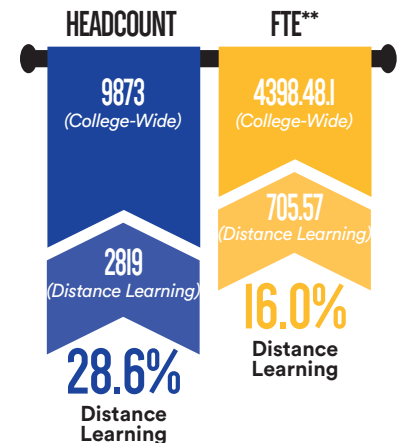 HEADCOUNT
9873
(College-Wide)
2819
(Distance Learning)
28.6%
Distance
Learning
FTE**
4398.48.1
(College-Wide)
705.57
(Distance Learning)
16.0%
Distance
Learning